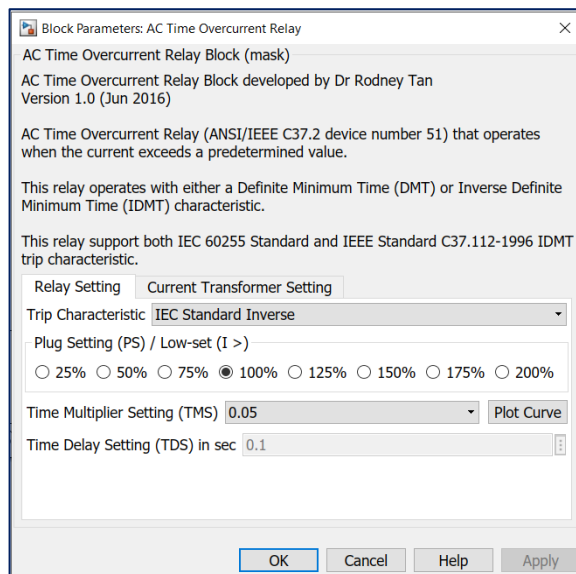 Block Parameters: AC Time Overcurrent Relay
AC Time Overcurrent Relay Block (mask)
AC Time Overcurrent Relay Block developed by Dr Rodney Tan
Version 1.0 (Jun 2016)
AC Time Overcurrent Relay (ANSI/IEEE C37.2 device number 51) that operates
when the current exceeds a predetermined value.
This relay operates with either a Definite Minimum Time (DMT) or Inverse Definite
Minimum Time (IDMT) characteristic.
This relay support both IEC 60255 Standard and IEEE Standard C37.112-1996 IDMT
trip characteristic.
Relay Setting Current Transformer Setting
Trip Characteristic IEC Standard Inverse
Plug Setting (PS) / Low-set (I >)
25% 50% 75% 100% 125% 150% 175% 200%
Time Multiplier Setting (TMS) 0.05 Plot Curve
Time Delay Setting (TDS) in sec 0.1
OK Cancel Help Apply